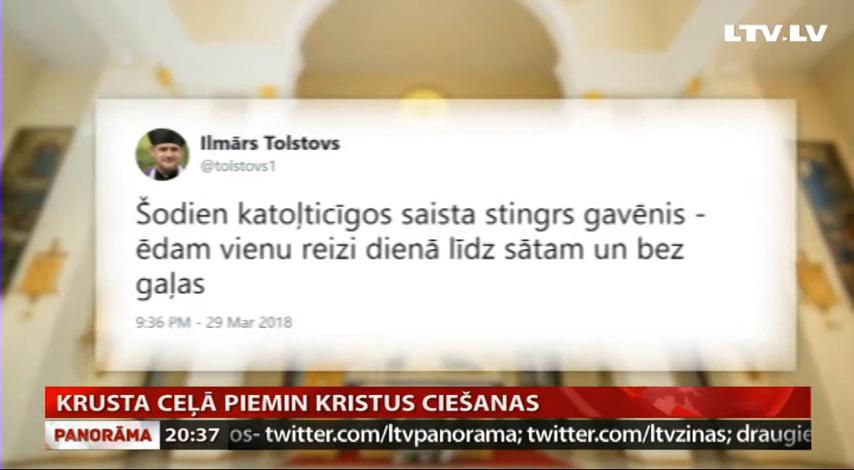 LTV.LV
Ilmārs Tolstovs
@tolstovs1
Šodien katoļticīgos saista stingrs gavēnis -
ēdam vienu reizi dienā līdz sātam un bez
gaļas
9:36 PM - 29 Mar 2018
KRUSTA CEĻĀ PIEMIN KRISTUS CIEŠANAS
PANORĀMA 20:37 os- twitter.com/ltvpanorama; twitter.com/ltvzinas; draugie